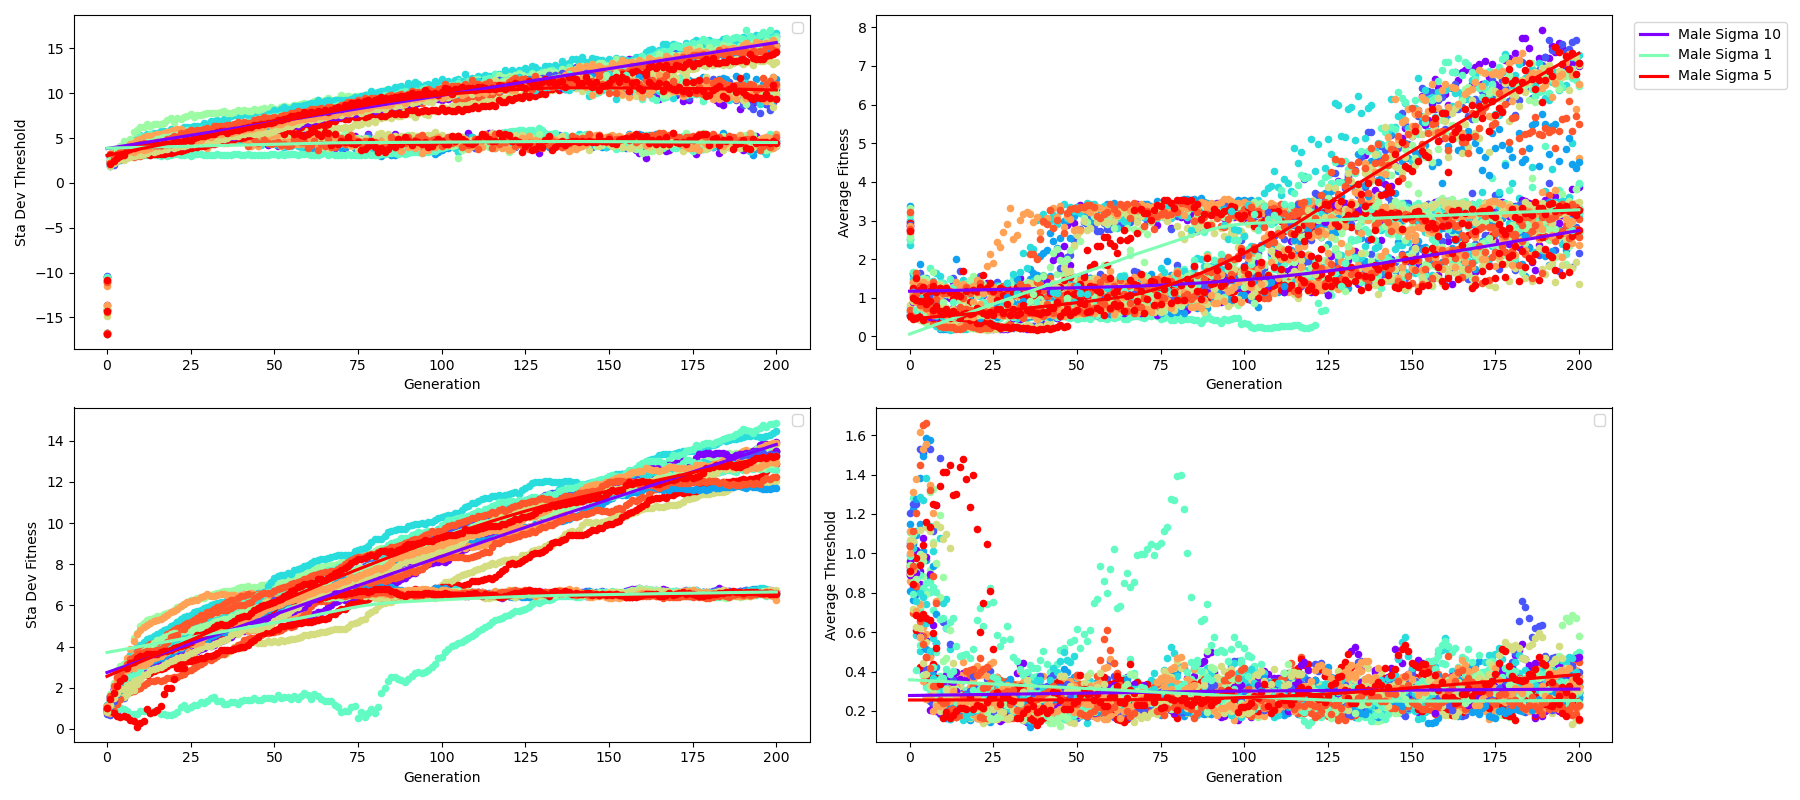 Sta Dev Threshold
15
10
5
0
−5
−10
−15
0 25 50 75 100 125 150 175 200
Generation
Average Fitness
8
7
6
5
4
3
2
1
0
0 25 50 75 100 125 150 175 200
Generation
Male Sigma 10
Male Sigma 1
Male Sigma 5
Sta Dev Fitness
14
12
10
8
6
4
2
0
0 25 50 75 100 125 150 175 200
Generation
Average Threshold
1.6
1.4
1.2
1.0
0.8
0.6
0.4
0.2
0 25 50 75 100 125 150 175 200
Generation